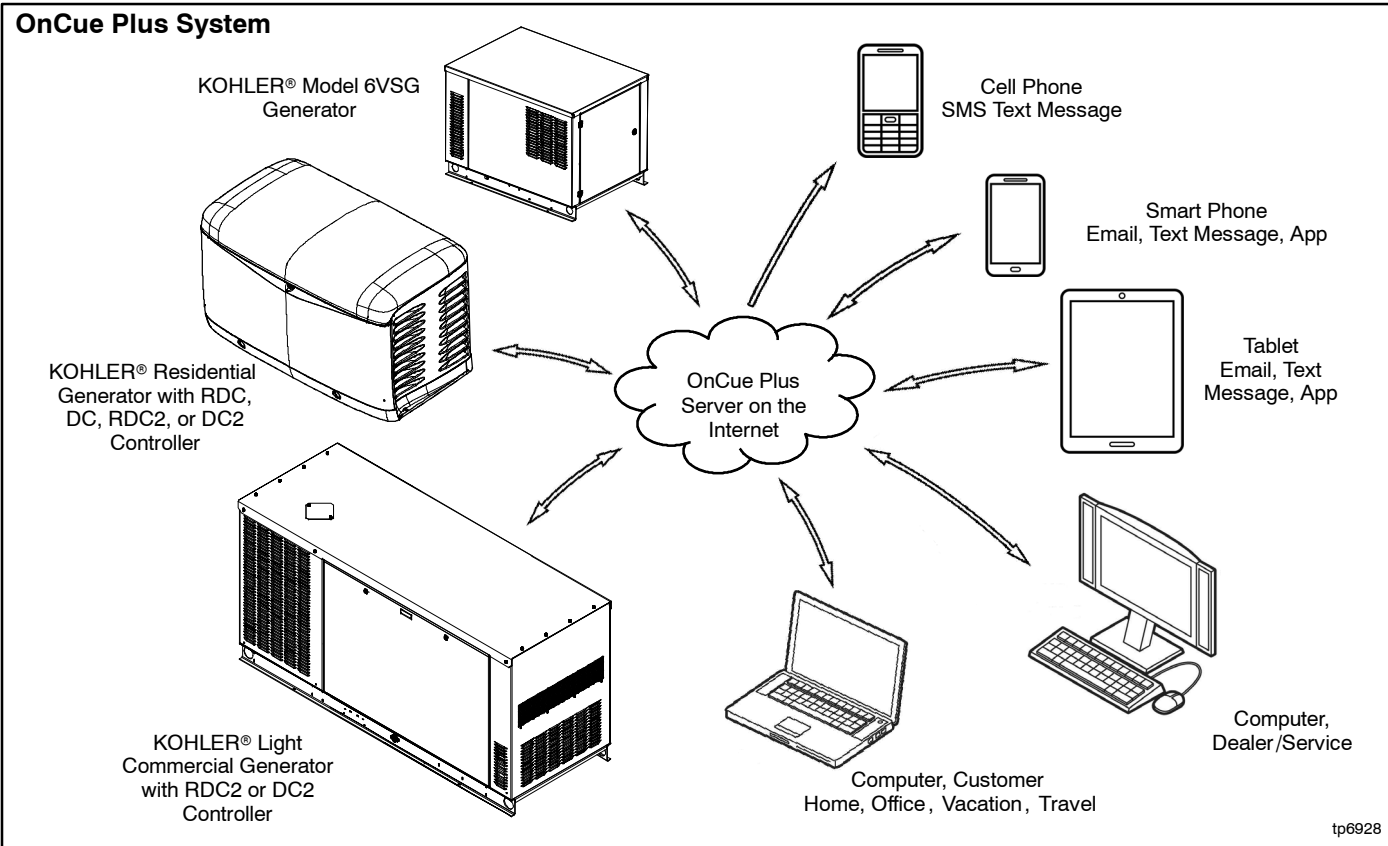 OnCue Plus System
KOHLER® Model 6VSG
Generator
Cell Phone
SMS Text Message
Smart Phone
Email, Text Message, App
KOHLER® Residential
Generator with RDC,
DC, RDC2, or DC2
Controller
OnCue Plus
Server on the
Internet
Tablet
Email, Text
Message, App
KOHLER® Light
Commercial Generator
with RDC2 or DC2
Controller
Computer, Customer
Home, Office, Vacation, Travel
Computer,
Dealer/Service
tp6928